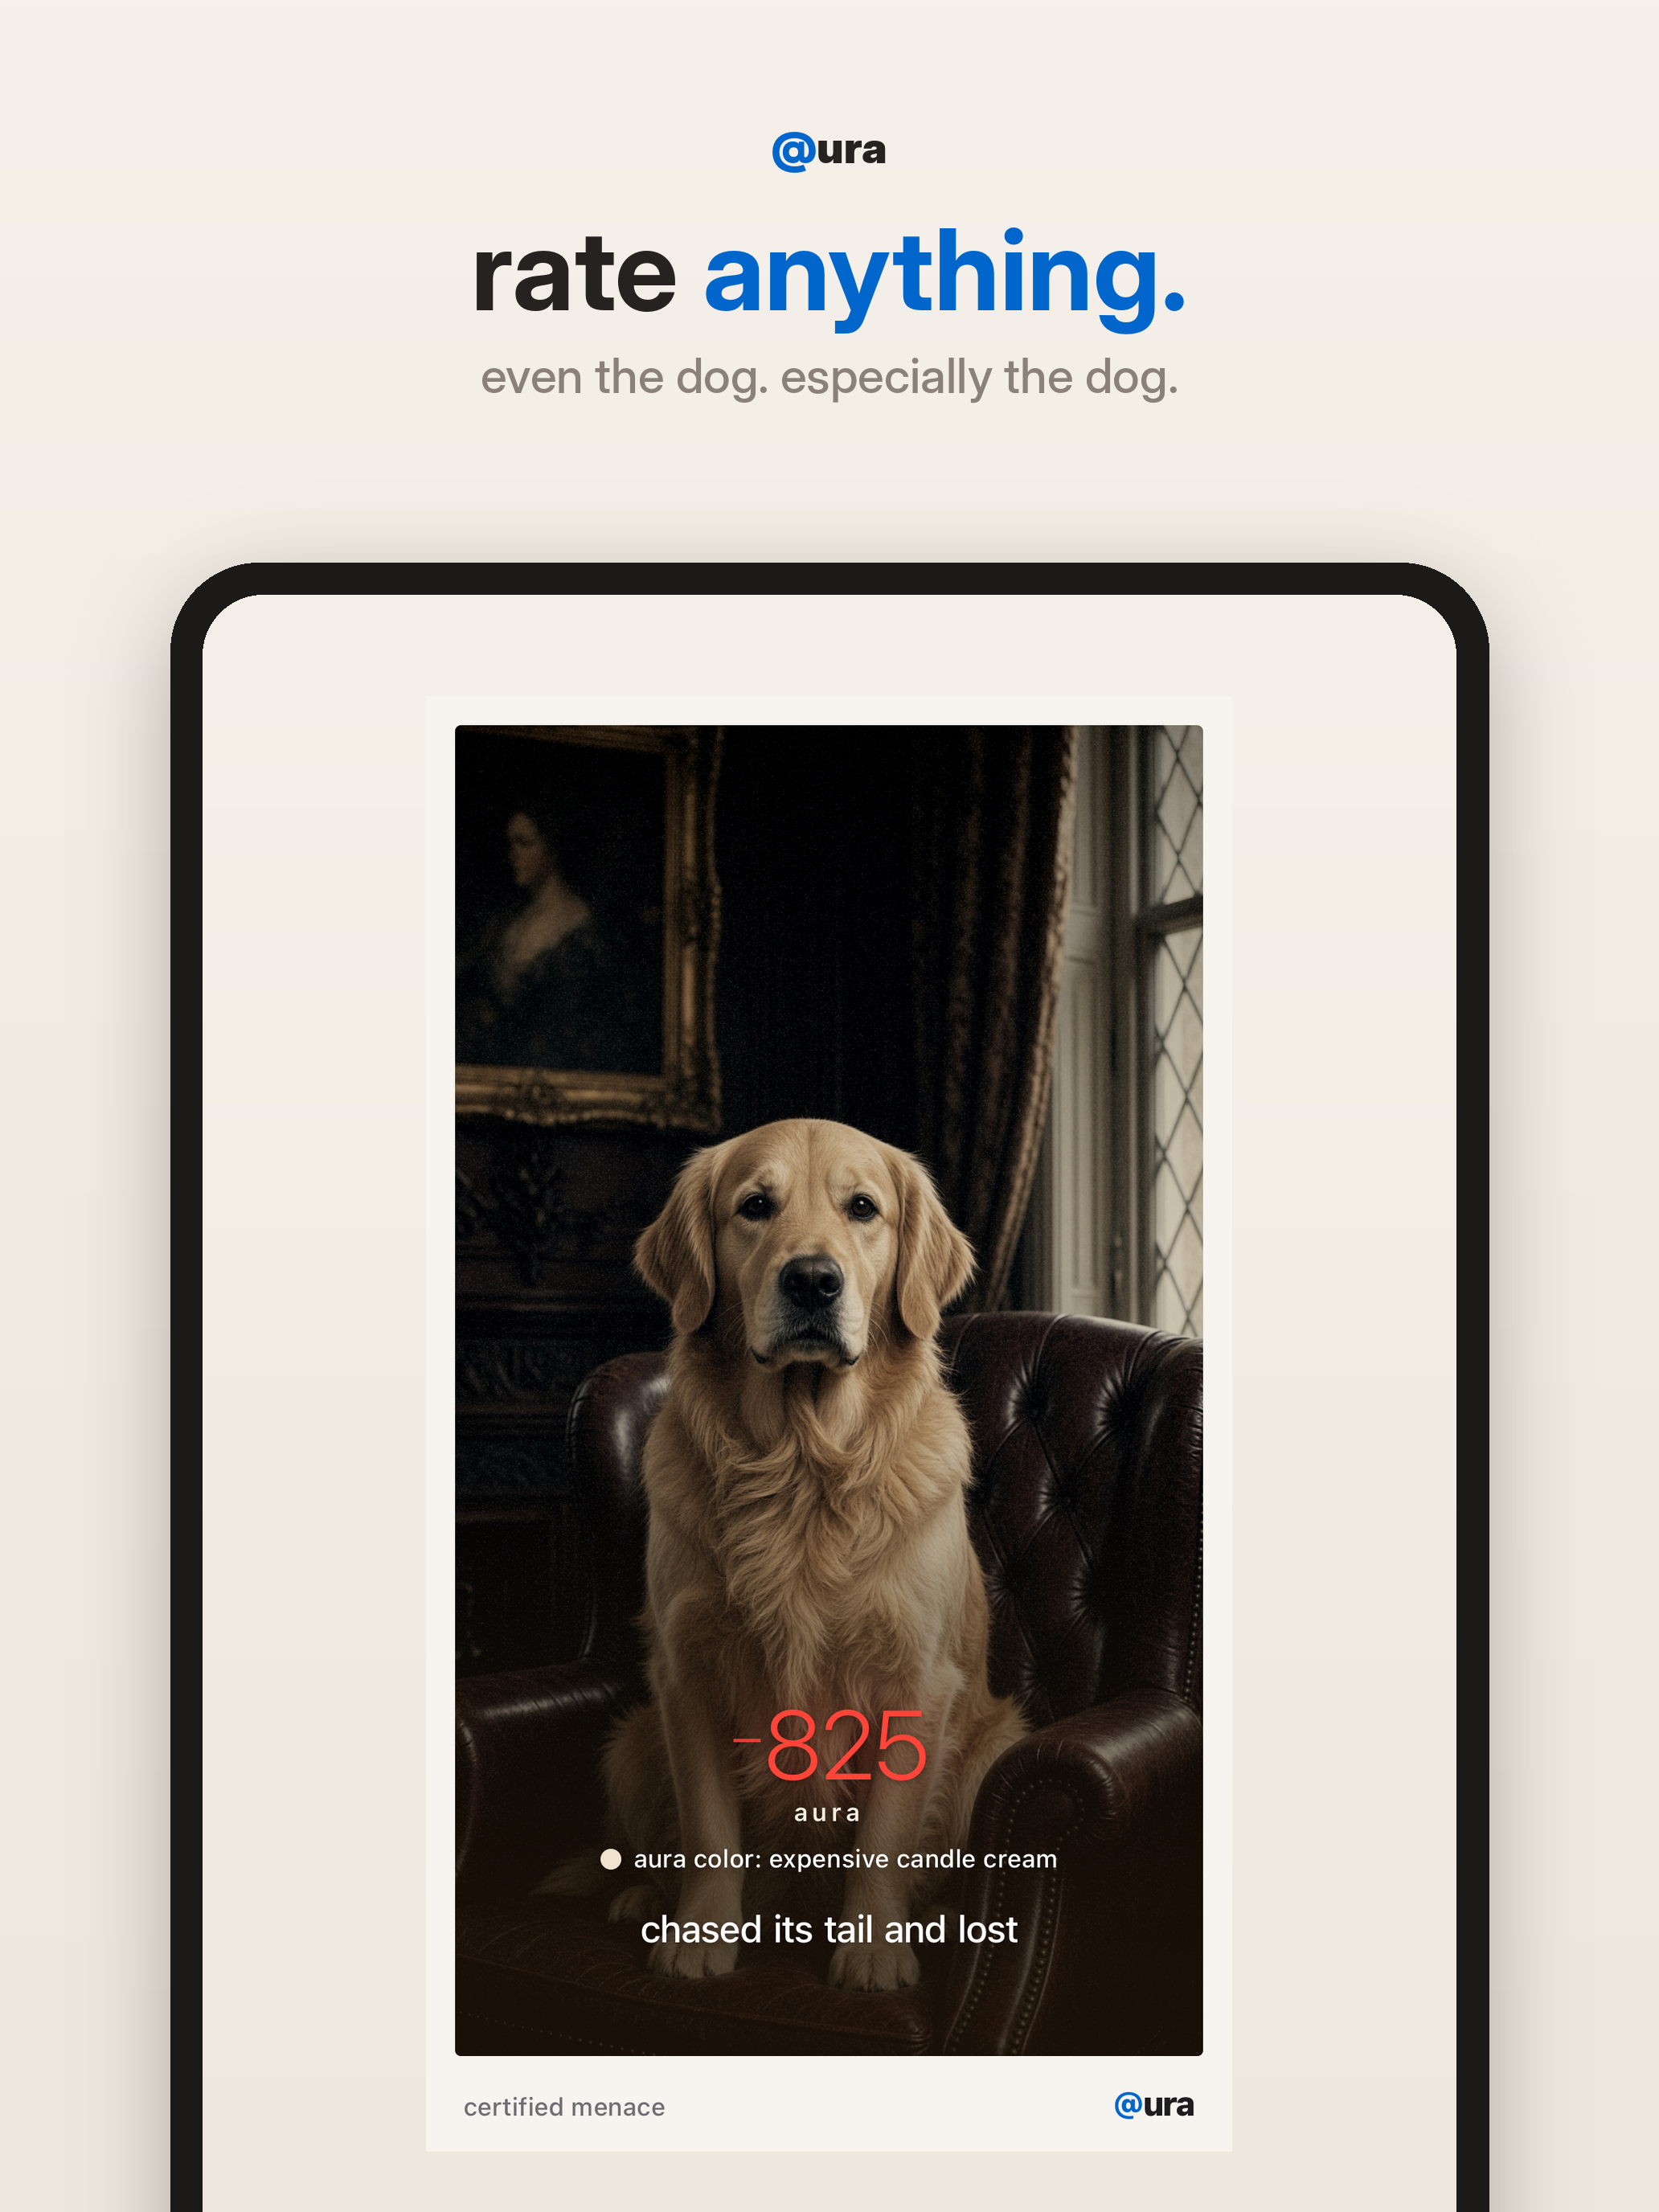 @ura
rate anything.
even the dog. especially the dog.
−825
aura
aura color: expensive candle cream
chased its tail and lost
certified menace
@ura